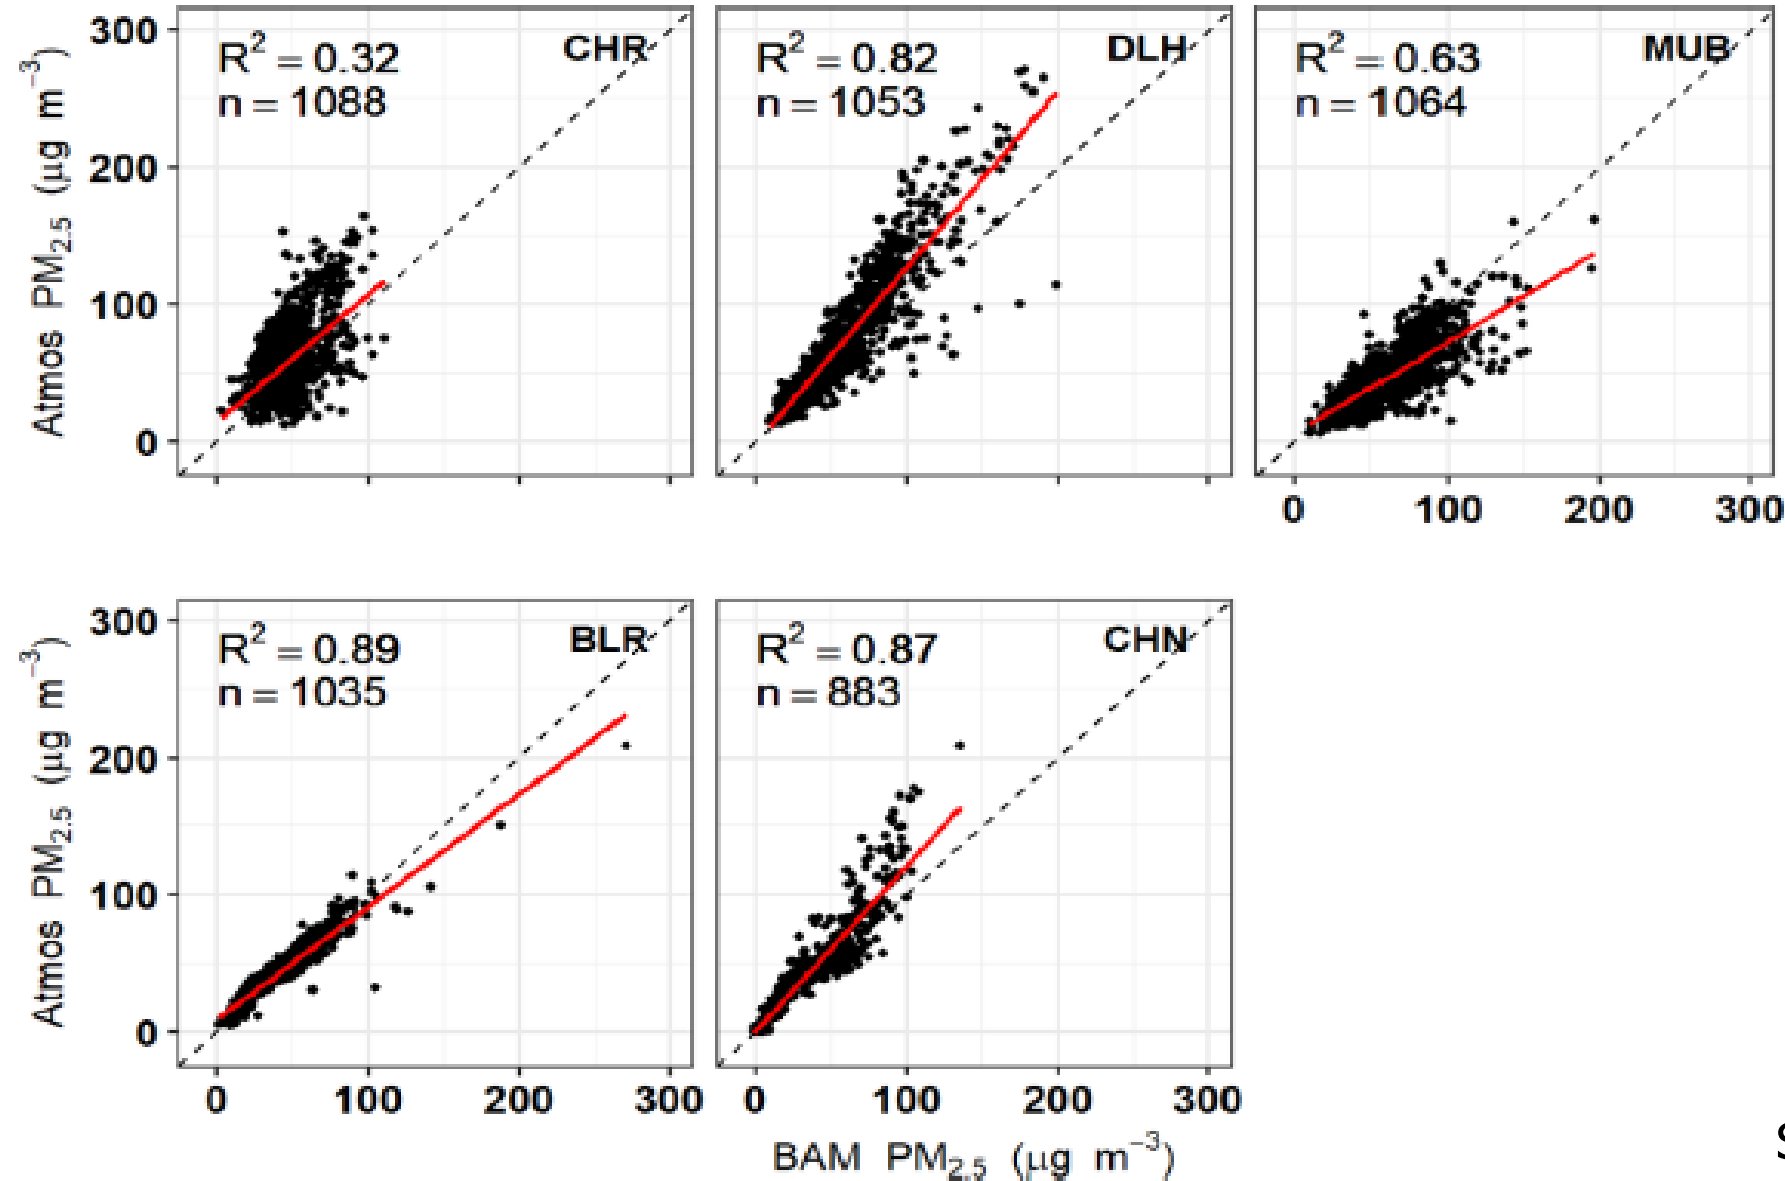 Atmos PM2.5 (μg m−3)
300
200
100
0
R2 = 0.32
n = 1088
CHR
R2 = 0.82
n = 1053
DLH
R2 = 0.63
n = 1064
MUB
0 100 200 300
Atmos PM2.5 (μg m−3)
300
200
100
0
R2 = 0.89
n = 1035
BLR
R2 = 0.87
n = 883
CHN
0 100 200 300
0 100 200 300
BAM PM2.5 (μg m−3)